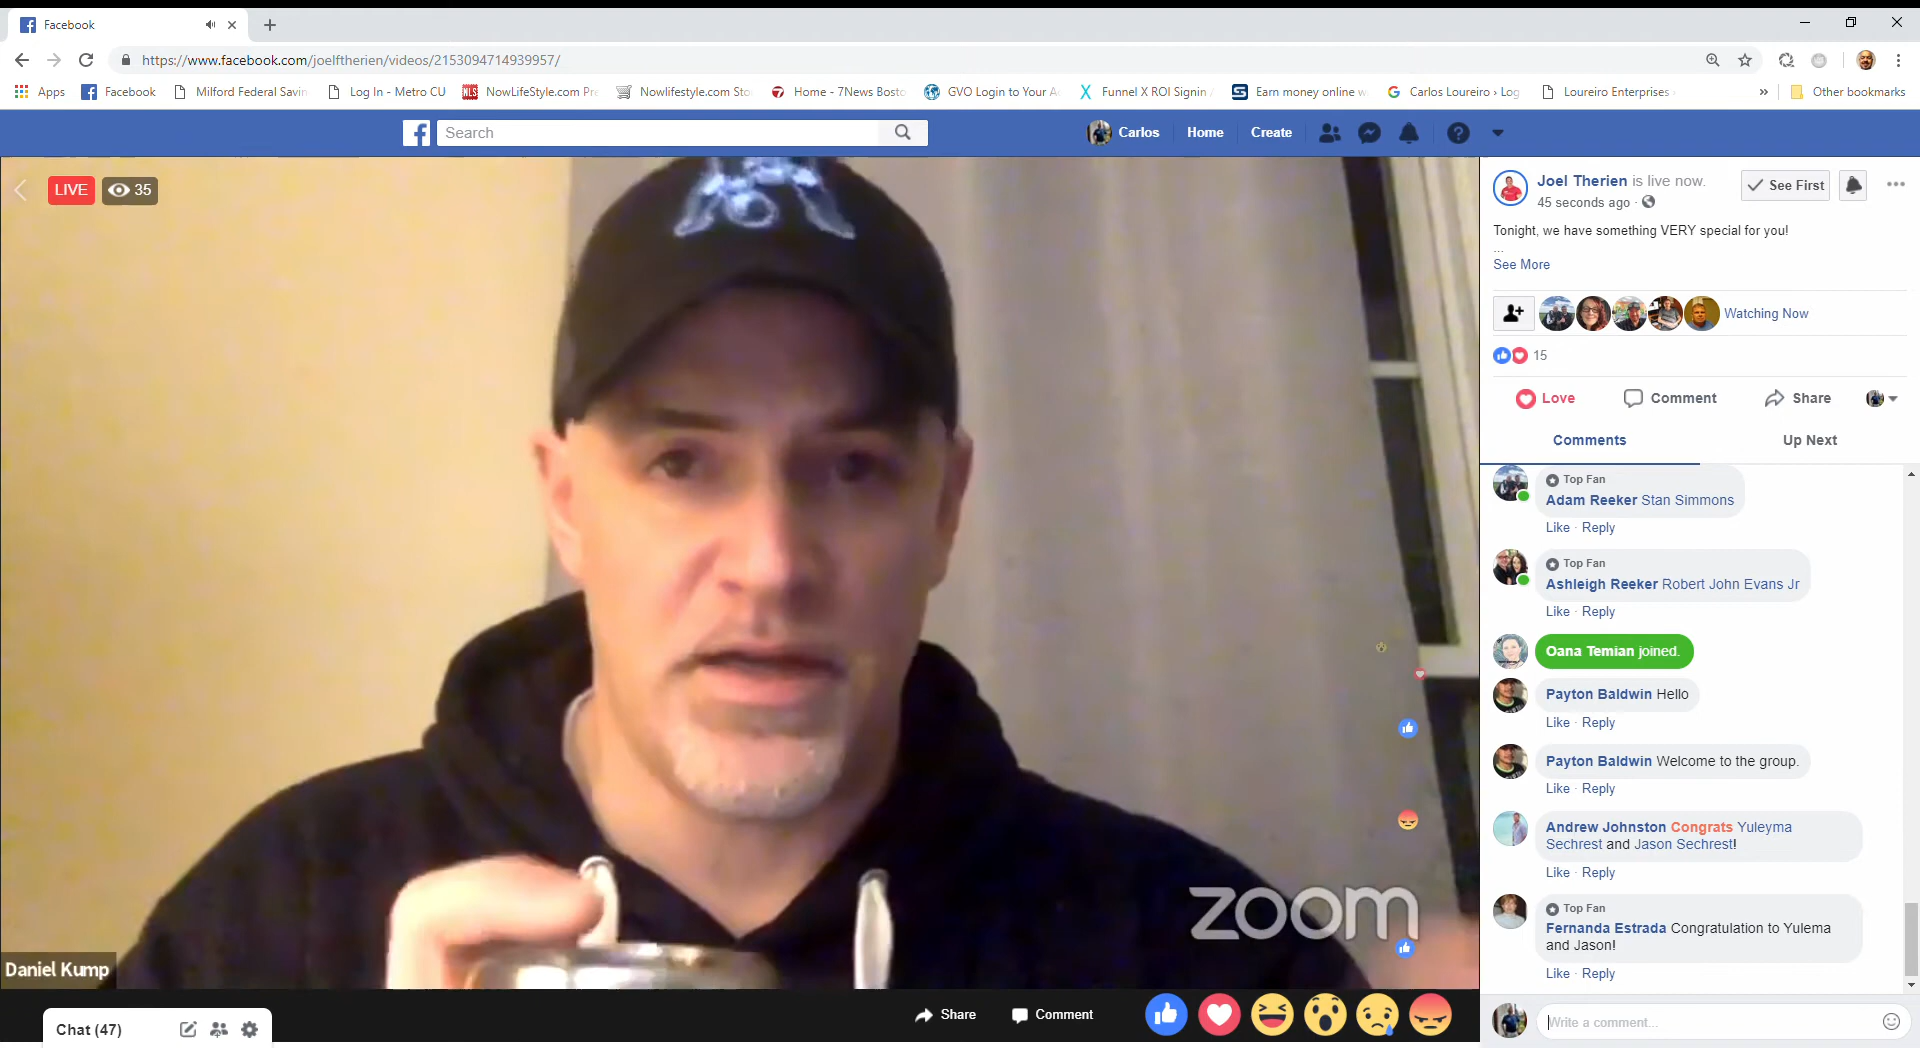 Facebook
https://www.facebook.com/joelftherien/videos/2153094714939957/
Apps
Facebook
Milford Federal Savin
Log In - Metro CU
NLS
NowLifeStyle.com Pre
Nowlifestyle.com Sto
Home - 7News Bosto
GVO Login to Your A
Funnel X ROI Signin
Earn money online w
Carlos Loureiro › Log
Loureiro Enterprises
Other bookmarks
Search
Carlos
Home
Create
LIVE
35
zoom
Daniel Kump
Share
Comment
Chat (47)
Joel Therien is live now.
45 seconds ago ·
See First
Tonight, we have something VERY special for you!
...
See More
Watching Now
15
Love
Comment
Share
Comments
Up Next
Top Fan
Adam Reeker Stan Simmons
Like · Reply
Top Fan
Ashleigh Reeker Robert John Evans Jr
Like · Reply
Oana Temian joined.
Payton Baldwin Hello
Like · Reply
Payton Baldwin Welcome to the group.
Like · Reply
Andrew Johnston Congrats Yuleyma
Sechrest and Jason Sechrest!
Like · Reply
Top Fan
Fernanda Estrada Congratulation to Yulema
and Jason!
Like · Reply
Write a comment...